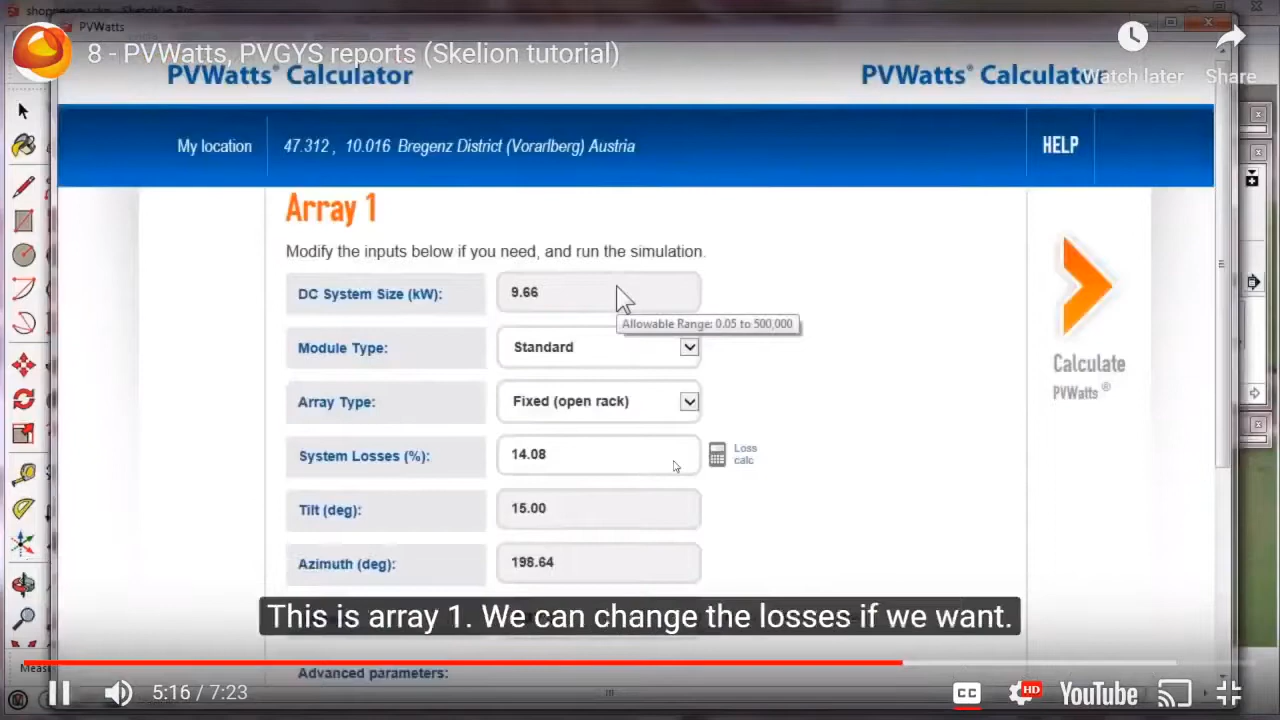 PVWatts
8 - PVWatts, PVGYS reports (Skelion tutorial)
Watch later
Share
PVWatts® Calculator
PVWatts® Calculator
My location
47.312 , 10.016 Bregenz District (Vorarlberg) Austria
HELP
Array 1
Modify the inputs below if you need, and run the simulation.
DC System Size (kW):
9.66
Allowable Range: 0.05 to 500,000
Module Type:
Standard
Array Type:
Fixed (open rack)
System Losses (%):
14.08
Loss
calc
Tilt (deg):
15.00
Azimuth (deg):
198.64
Calculate
PVWatts ®
This is array 1. We can change the losses if we want.
Advanced parameters:
Meas
5:16 / 7:23
CC
HD
YouTube